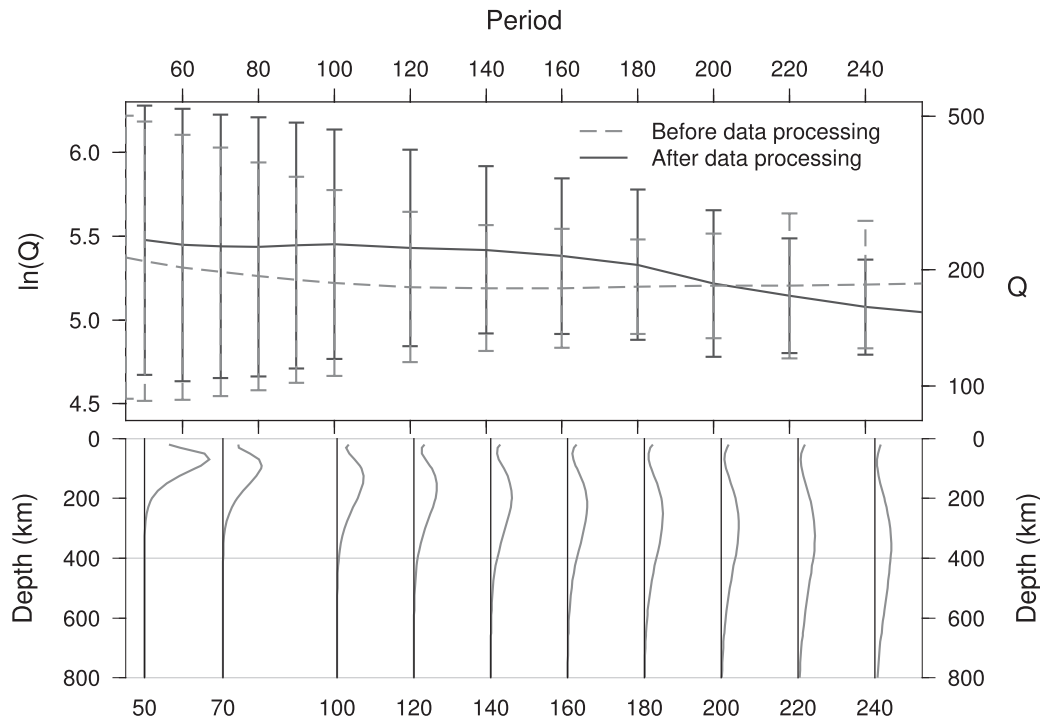 Period
60 80 100 120 140 160 180 200 220 240
Before data processing
After data processing
6.0
5.5
5.0
4.5
ln(Q)
500
200
100
Q
0
200
400
600
800
Depth (km)
0
200
400
600
800
Depth (km)
50 70 100 120 140 160 180 200 220 240